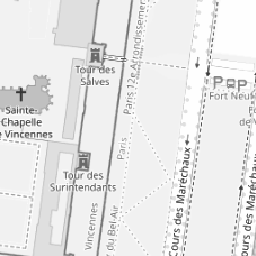 Tour des
Salves
Paris 12e Arrondissement
Fort Neuf
Sainte-
Chapelle
Vincennes
Paris
Cours des Maréchaux
Tour des
Surintendants
Vincennes
du Bel-Air
Cours des Maréchaux